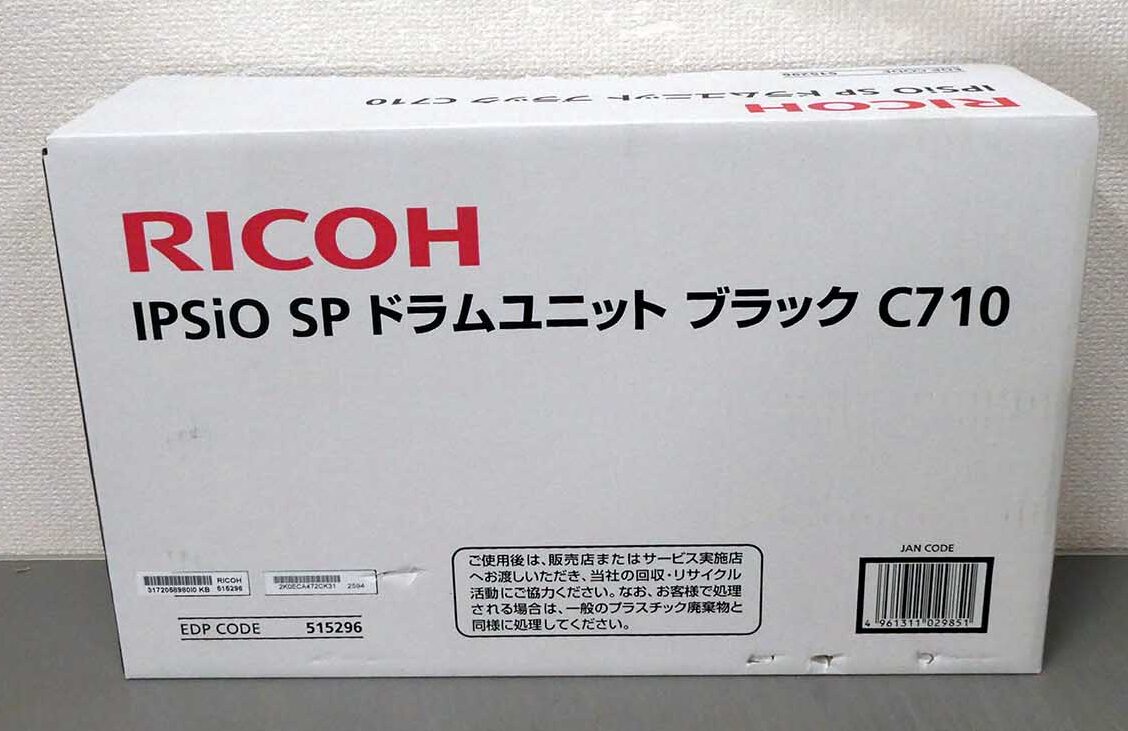 EDP CODE 515296
IPSiO SP ドラムユニット ブラック C710
RICOH
RICOH
IPSiO SP ドラムユニット ブラック C710
ご使用後は、販売店またはサービス実施店
へお渡しいただき、当社の回収・リサイクル
活動にご協力ください。なお、お客様で処理
される場合は、一般のプラスチック廃棄物と
同様に処理してください。
JAN CODE
4 961311 029851
RICOH
KB 515296
2594
EDP CODE 515296